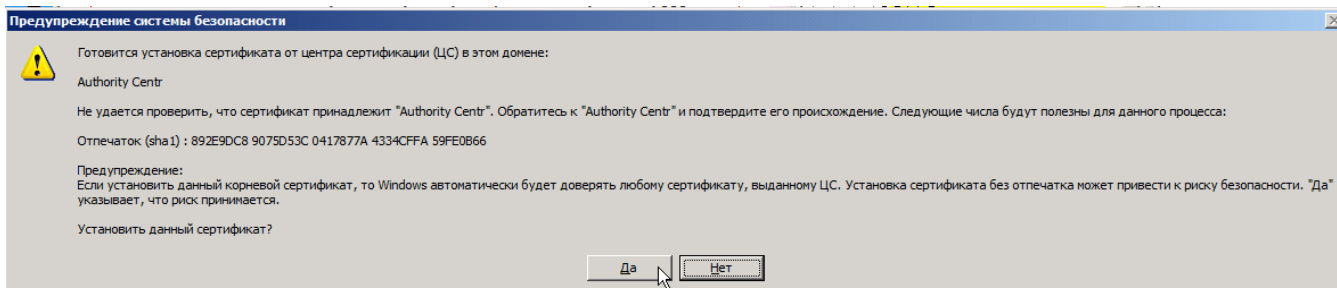 Предупреждение системы безопасности
Готовится установка сертификата от центра сертификации (ЦС) в этом домене:
Authority Centr
Не удается проверить, что сертификат принадлежит "Authority Centr". Обратитесь к "Authority Centr" и подтвердите его происхождение. Следующие числа будут полезны для данного процесса:
Отпечаток (sha1) : 892E9DC8 9075D53C 0417877A 4334CFFA 59FE0B66
Предупреждение:
Если установить данный корневой сертификат, то Windows автоматически будет доверять любому сертификату, выданному ЦС. Установка сертификата без отпечатка может привести к риску безопасности. "Да"
указывает, что риск принимается.
Установить данный сертификат?
Да
Нет